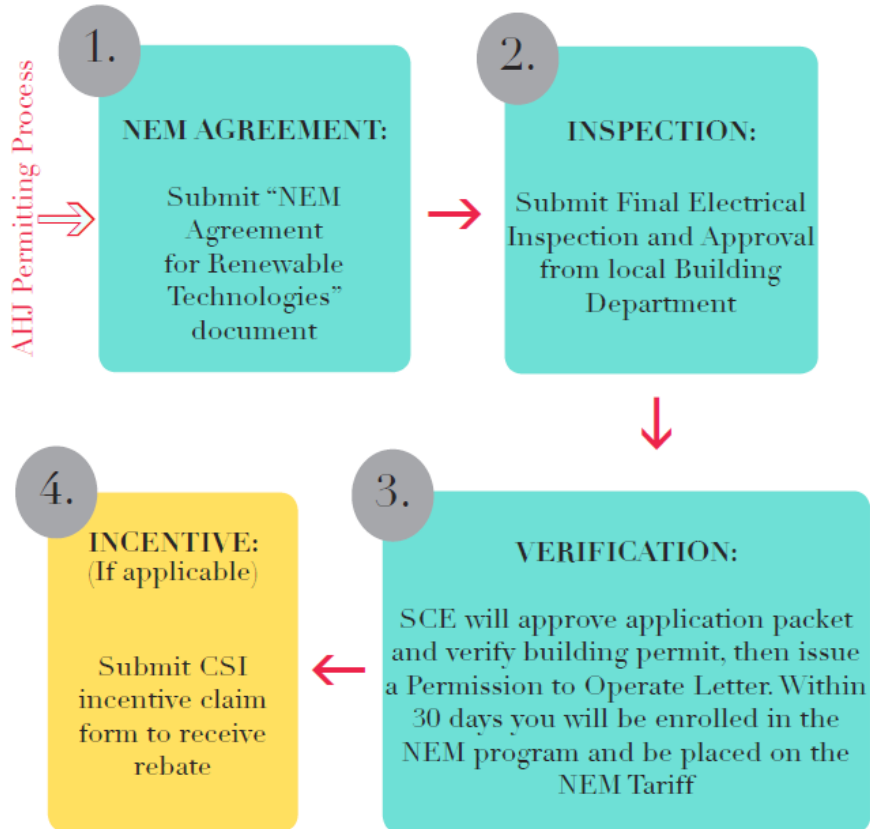 AHJ Permitting Process
1.
NEM AGREEMENT:
Submit “NEM
Agreement
for Renewable
Technologies”
document
2.
INSPECTION:
Submit Final Electrical
Inspection and Approval
from local Building
Department
3.
VERIFICATION:
SCE will approve application packet
and verify building permit, then issue
a Permission to Operate Letter. Within
30 days you will be enrolled in the
NEM program and be placed on the
NEM Tariff
4.
INCENTIVE:
(If applicable)
Submit CSI
incentive claim
form to receive
rebate